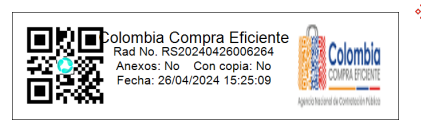 Colombia Compra Eficiente
Rad No. RS20240426006264
Anexos: No Con copia: No
Fecha: 26/04/2024 15:25:09
Colombia
COMPRA EFICIENTE
Agencia Nacional de Contratación Pública